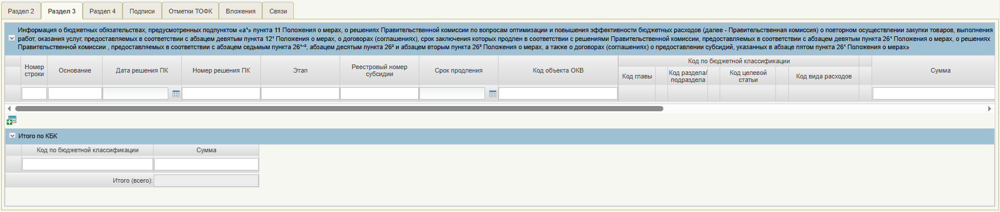 Раздел 2 Раздел 3 Раздел 4 Подписи Отметки ТОФК Вложения Связи
Информация о бюджетных обязательствах, предусмотренных подпунктом «а¹» пункта 11 Положения о мерах, о решениях Правительственной комиссии по вопросам оптимизации и повышения эффективности бюджетных расходов (далее - Правительственная комиссия) о повторном осуществлении закупки товаров, выполнения
работ, оказания услуг, предоставляемых в соответствии с абзацем девятым пункта 12¹ Положения о мерах, о договорах (соглашениях), срок заключения которых продлен в соответствии с решениями Правительственной комиссии, предоставляемых в соответствии с абзацем девятым пункта 26¹ Положения о мерах, о решениях
Правительственной комиссии , предоставляемых в соответствии с абзацем седьмым пункта 26¹⁻², абзацем десятым пункта 26² и абзацем вторым пункта 26³ Положения о мерах, а также о договорах (соглашениях) о предоставлении субсидий, указанных в абзаце пятом пункта 26¹ Положения о мерах»
Номер строки
Основание
Дата решения ПК
Номер решения ПК
Этап
Реестровый номер субсидии
Срок продления
Код объекта ОКВ
Код по бюджетной классификации
Код главы
Код раздела/ подраздела
Код целевой статьи
Код вида расходов
Сумма
Итого по КБК
Код по бюджетной классификации Сумма
Итого (всего):